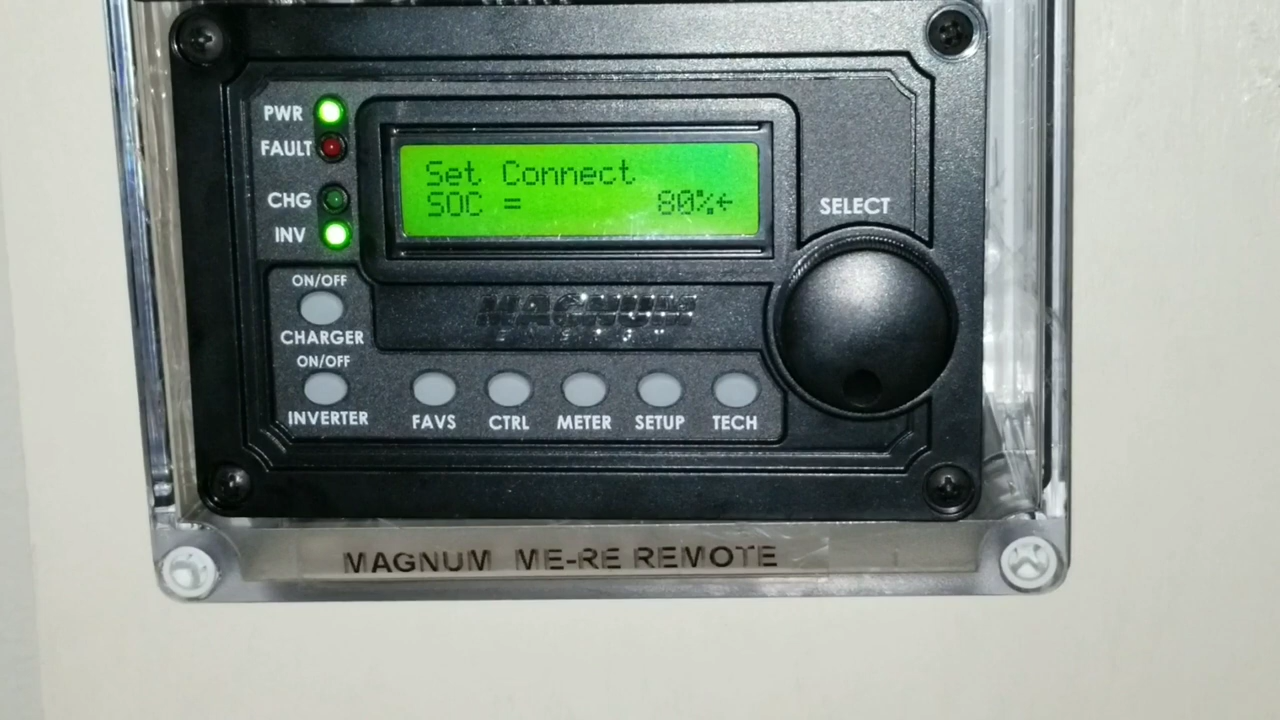 PWR
FAULT
CHG
INV
Set Connect
SOC = 80%←
SELECT
ON/OFF
CHARGER
ON/OFF
INVERTER
MAGNUM
FAVS
CTRL
METER
SETUP
TECH
MAGNUM ME-RE REMOTE